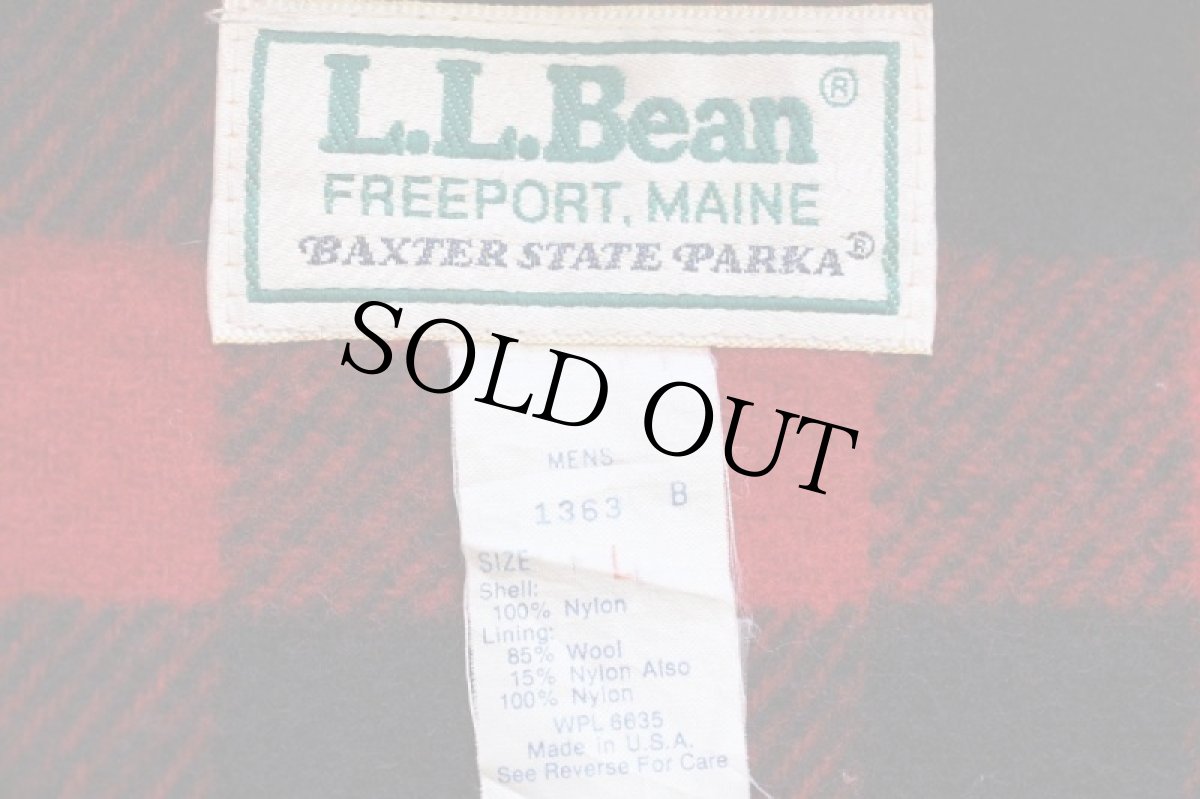 L.L.Bean®
FREEPORT, MAINE
BAXTER STATE PARKA®
SOLD OUT
MENS
1363 B
SIZE L
Shell:
100% Nylon
Lining:
85% Wool
15% Nylon Also
100% Nylon
WPL 6635
Made in U.S.A.
See Reverse For Care